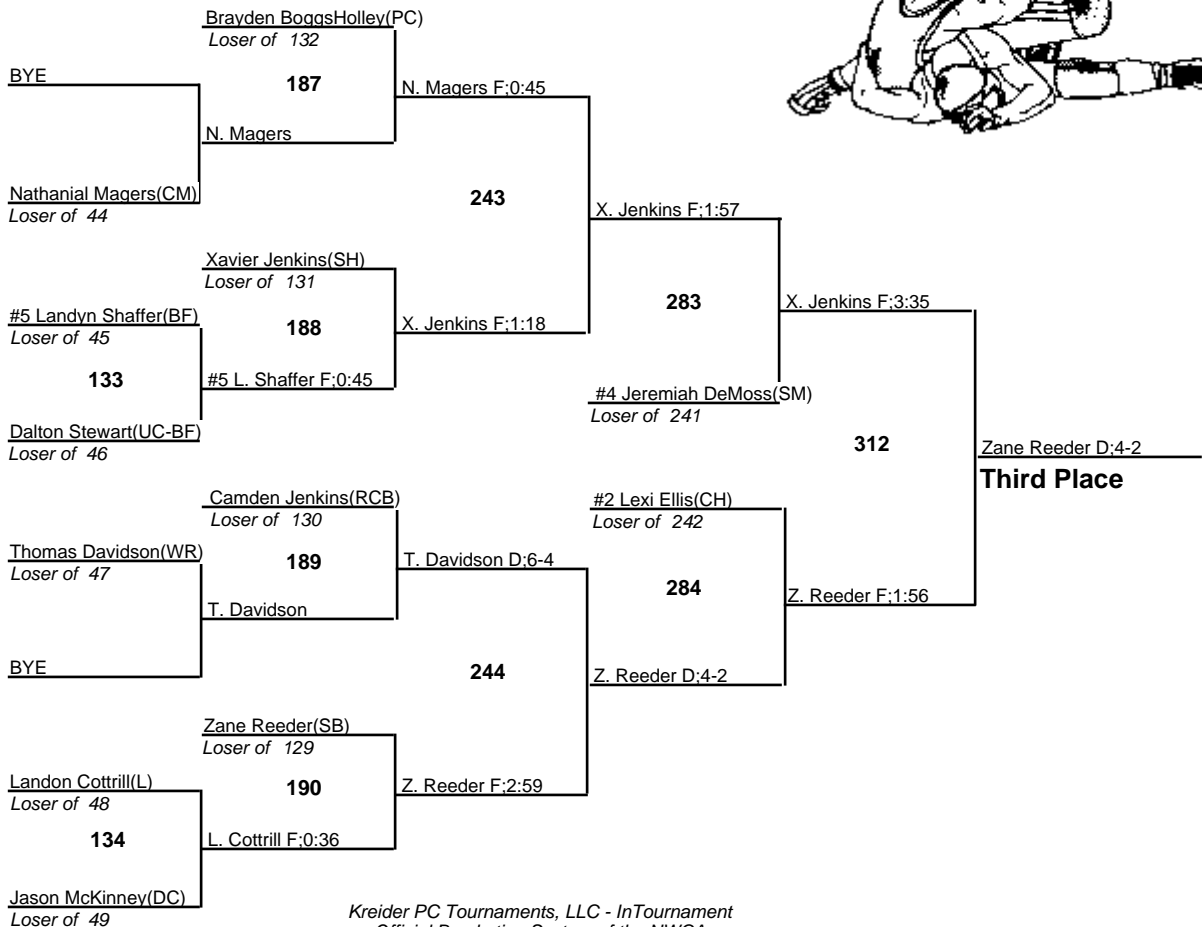 Brayden BoggsHolley(PC)
Loser of 132
BYE
187
N. Magers F;0:45
N. Magers
Nathanial Magers(CM)
Loser of 44
243
X. Jenkins F;1:57
Xavier Jenkins(SH)
Loser of 131
#5 Landyn Shaffer(BF)
Loser of 45
188
X. Jenkins F;1:18
283
X. Jenkins F;3:35
133
#5 L. Shaffer F;0:45
#4 Jeremiah DeMoss(SM)
Loser of 241
Dalton Stewart(UC-BF)
Loser of 46
312
Zane Reeder D;4-2
Third Place
Camden Jenkins(RCB)
Loser of 130
#2 Lexi Ellis(CH)
Loser of 242
Thomas Davidson(WR)
Loser of 47
189
T. Davidson D;6-4
284
Z. Reeder F;1:56
T. Davidson
BYE
244
Z. Reeder D;4-2
Zane Reeder(SB)
Loser of 129
Landon Cottrill(L)
Loser of 48
190
Z. Reeder F;2:59
134
L. Cottrill F;0:36
Jason McKinney(DC)
Loser of 49
Kreider PC Tournaments, LLC - InTournament